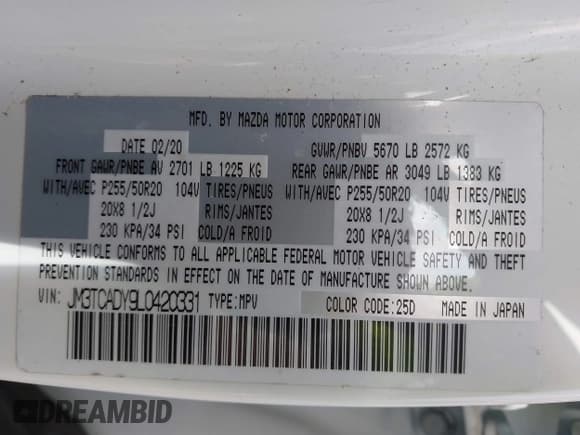 MFD. BY MAZDA MOTOR CORPORATION
DATE 02/20 GVWR/PNBV 5670 LB 2572 KG
FRONT GAWR/PNBE AV 2701 LB 1225 KG REAR GAWR/PNBE AR 3049 LB 1383 KG
WITH/AVEC P255/50R20 104V TIRES/PNEUS WITH/AVEC P255/50R20 104V TIRES/PNEUS
20X8 1/2J RIMS/JANTES 20X8 1/2J RIMS/JANTES
230 KPA/34 PSI COLD/A FROID 230 KPA/34 PSI COLD/A FROID
THIS VEHICLE CONFORMS TO ALL APPLICABLE FEDERAL MOTOR VEHICLE SAFETY AND THEFT
PREVENTION STANDARDS IN EFFECT ON THE DATE OF MANUFACTURE SHOWN ABOVE.
VIN: JM3TCADY9L0420331 TYPE:MPV COLOR CODE:25D MADE IN JAPAN
DREAMBID